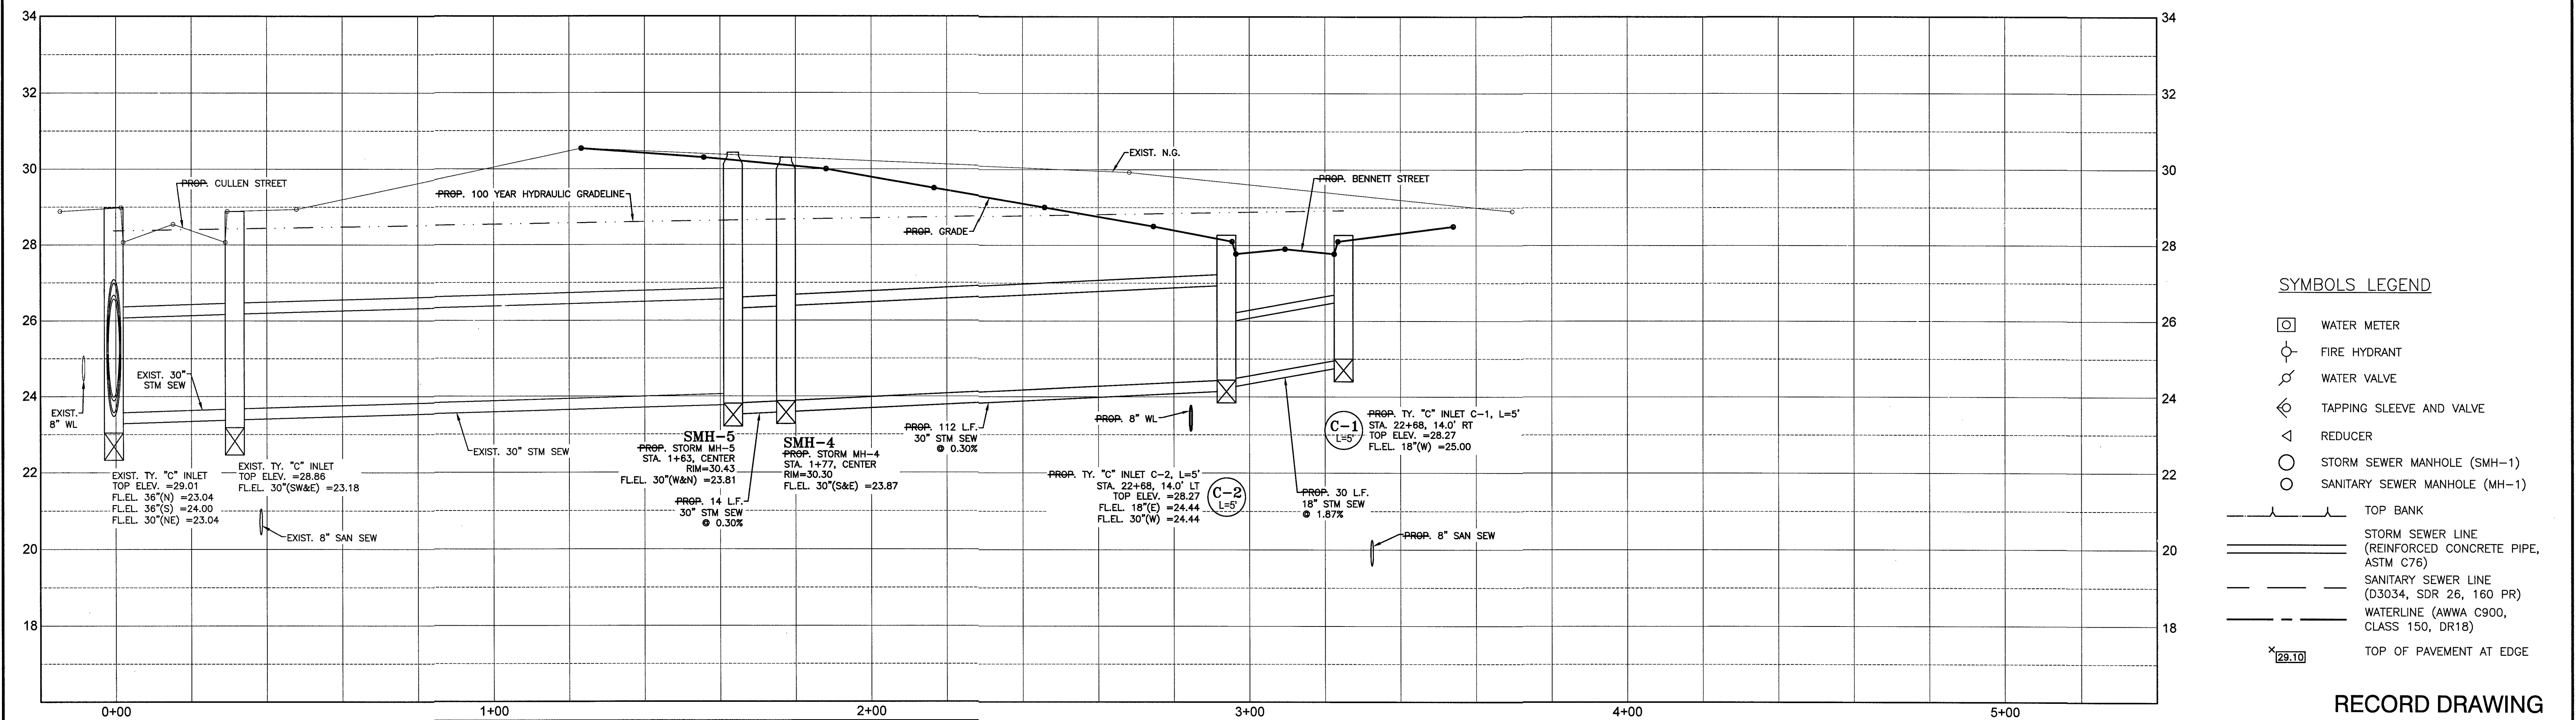 34
34
32
32
30
30
28
28
26
26
24
24
22
22
20
20
18
18
PROP. CULLEN STREET
PROP. 100 YEAR HYDRAULIC GRADELINE
EXIST. N.G.
PROP. BENNETT STREET
PROP. GRADE
EXIST. 30"
STM SEW
EXIST.
8" WL
EXIST. TY. "C" INLET
TOP ELEV. =29.01
FL.EL. 36"(N) =23.04
FL.EL. 36"(S) =24.00
FL.EL. 30"(NE) =23.04
EXIST. TY. "C" INLET
TOP ELEV. =28.86
FL.EL. 30"(SW&E) =23.18
EXIST. 8" SAN SEW
EXIST. 30" STM SEW
SMH-5
PROP. STORM MH-5
STA. 1+63, CENTER
RIM=30.43
FL.EL. 30"(W&N) =23.81
PROP. 14 L.F.
30" STM SEW
@ 0.30%
SMH-4
PROP. STORM MH-4
STA. 1+77, CENTER
RIM=30.30
FL.EL. 30"(S&E) =23.87
PROP. 112 L.F.
30" STM SEW
@ 0.30%
PROP. 8" WL
PROP. TY. "C" INLET C-2, L=5'
STA. 22+68, 14.0' LT
TOP ELEV. =28.27
FL.EL. 18"(E) =24.44
FL.EL. 30"(W) =24.44
C-2
L=5'
PROP. 30 L.F.
18" STM SEW
@ 1.87%
C-1
L=5'
PROP. TY. "C" INLET C-1, L=5'
STA. 22+68, 14.0' RT
TOP ELEV. =28.27
FL.EL. 18"(W) =25.00
PROP. 8" SAN SEW
0+00
1+00
2+00
3+00
4+00
5+00
SYMBOLS LEGEND
WATER METER
FIRE HYDRANT
WATER VALVE
TAPPING SLEEVE AND VALVE
REDUCER
STORM SEWER MANHOLE (SMH-1)
SANITARY SEWER MANHOLE (MH-1)
TOP BANK
STORM SEWER LINE
(REINFORCED CONCRETE PIPE,
ASTM C76)
SANITARY SEWER LINE
(D3034, SDR 26, 160 PR)
WATERLINE (AWWA C900,
CLASS 150, DR18)
x 29.10 TOP OF PAVEMENT AT EDGE
RECORD DRAWING